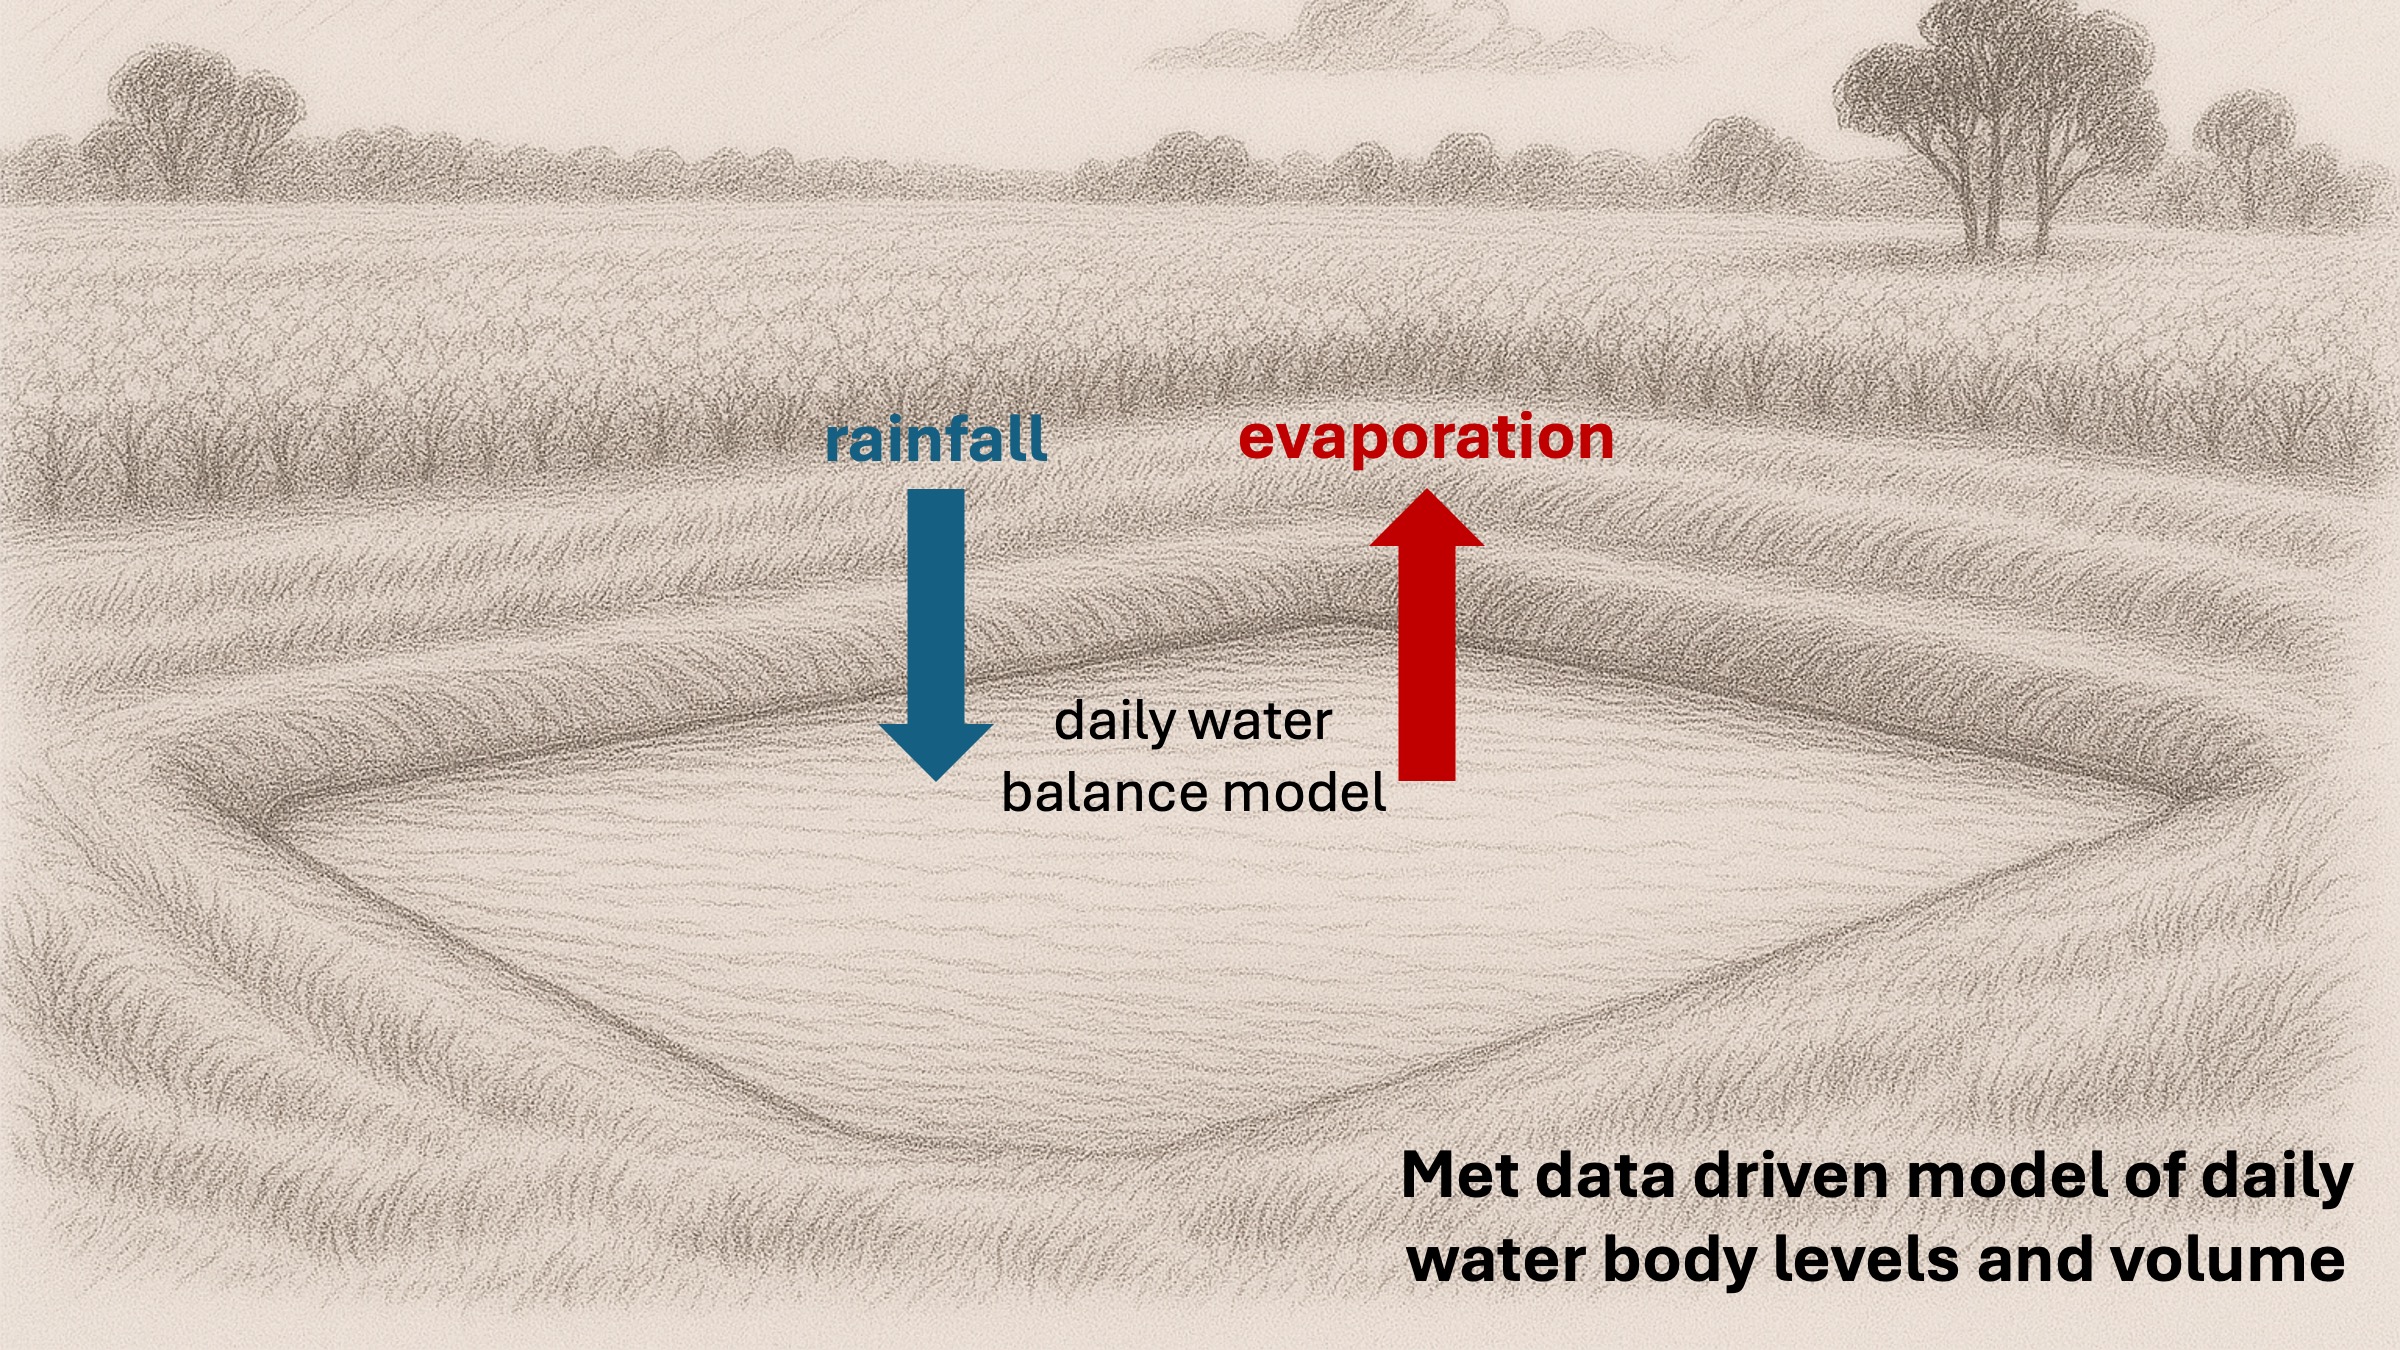 rainfall
evaporation
daily water
balance model
Met data driven model of daily
water body levels and volume